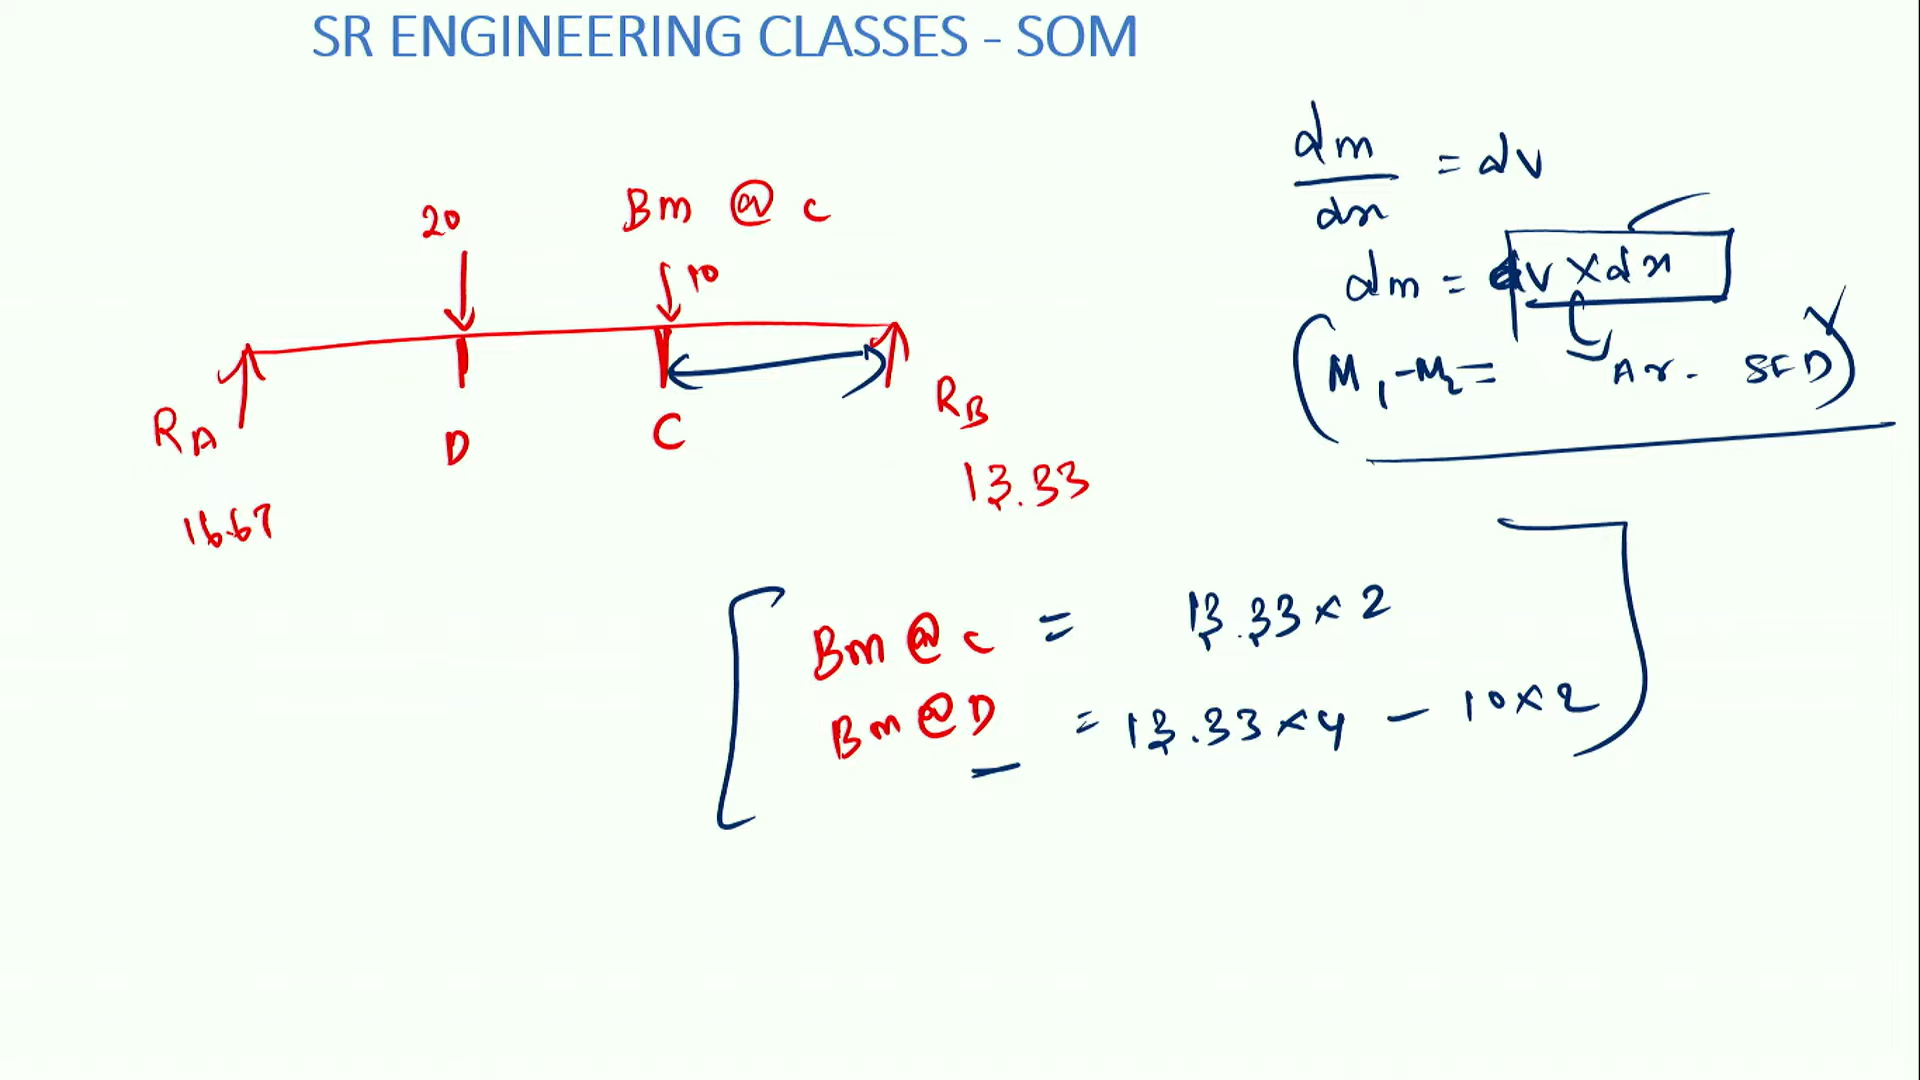 SR ENGINEERING CLASSES - SOM
dm/dx = dv
20
Bm @ c
10
dm = dv x dx
M1 - M2 = Ar. SFD
RA
D
C
RB
16.67
13.33
Bm @ c = 13.33 x 2
Bm @ D = 13.33 x 4 - 10 x 2